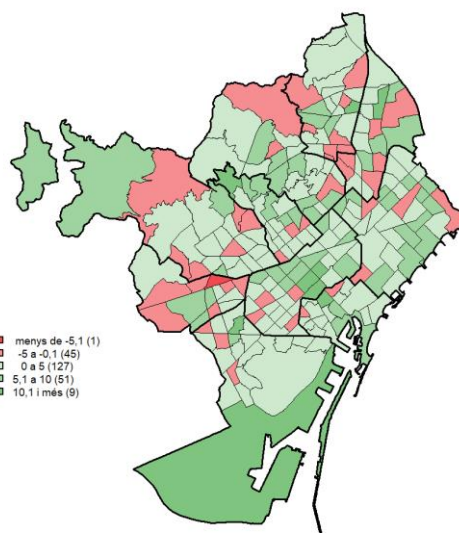 menys de -5,1 (1)
-5 a -0,1 (45)
0 a 5 (127)
5,1 a 10 (51)
10,1 i més (9)